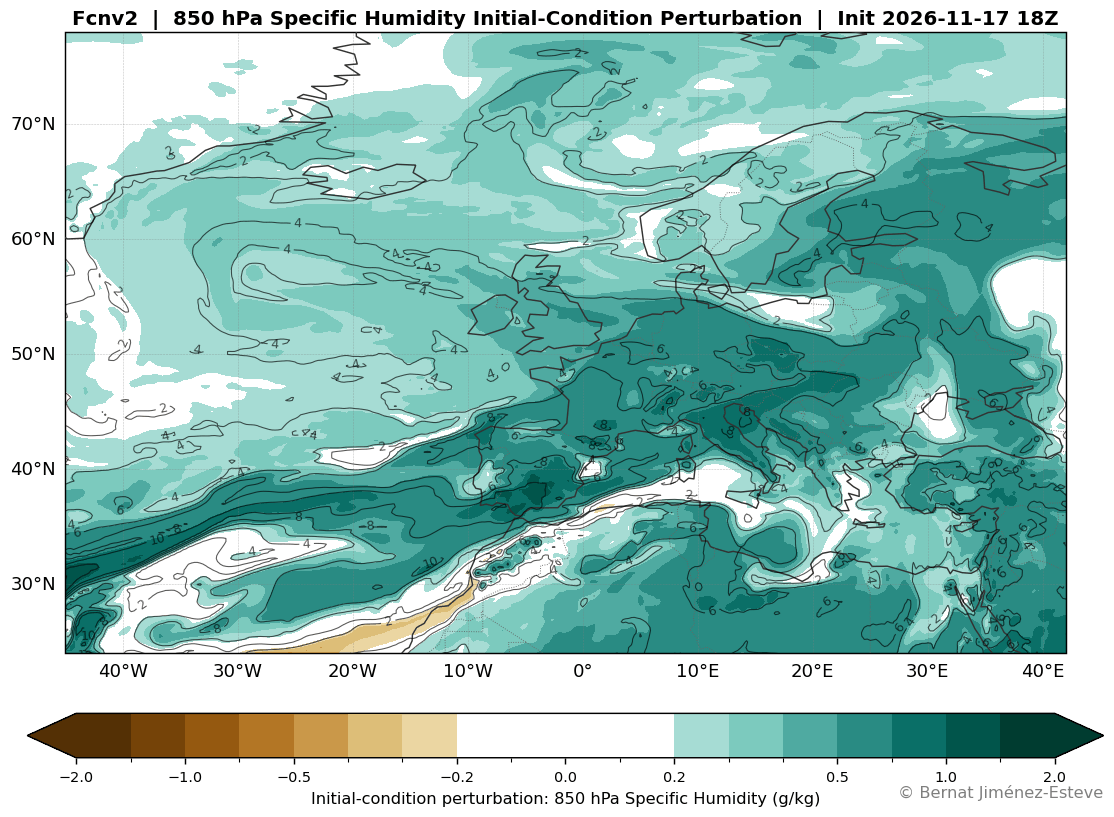 Fcnv2 | 850 hPa Specific Humidity Initial-Condition Perturbation | Init 2026-11-17 18Z
70°N
60°N
50°N
40°N
30°N
40°W 30°W 20°W 10°W 0° 10°E 20°E 30°E 40°E
−2.0 −1.0 −0.5 −0.2 0.0 0.2 0.5 1.0 2.0
Initial-condition perturbation: 850 hPa Specific Humidity (g/kg)
© Bernat Jiménez-Esteve